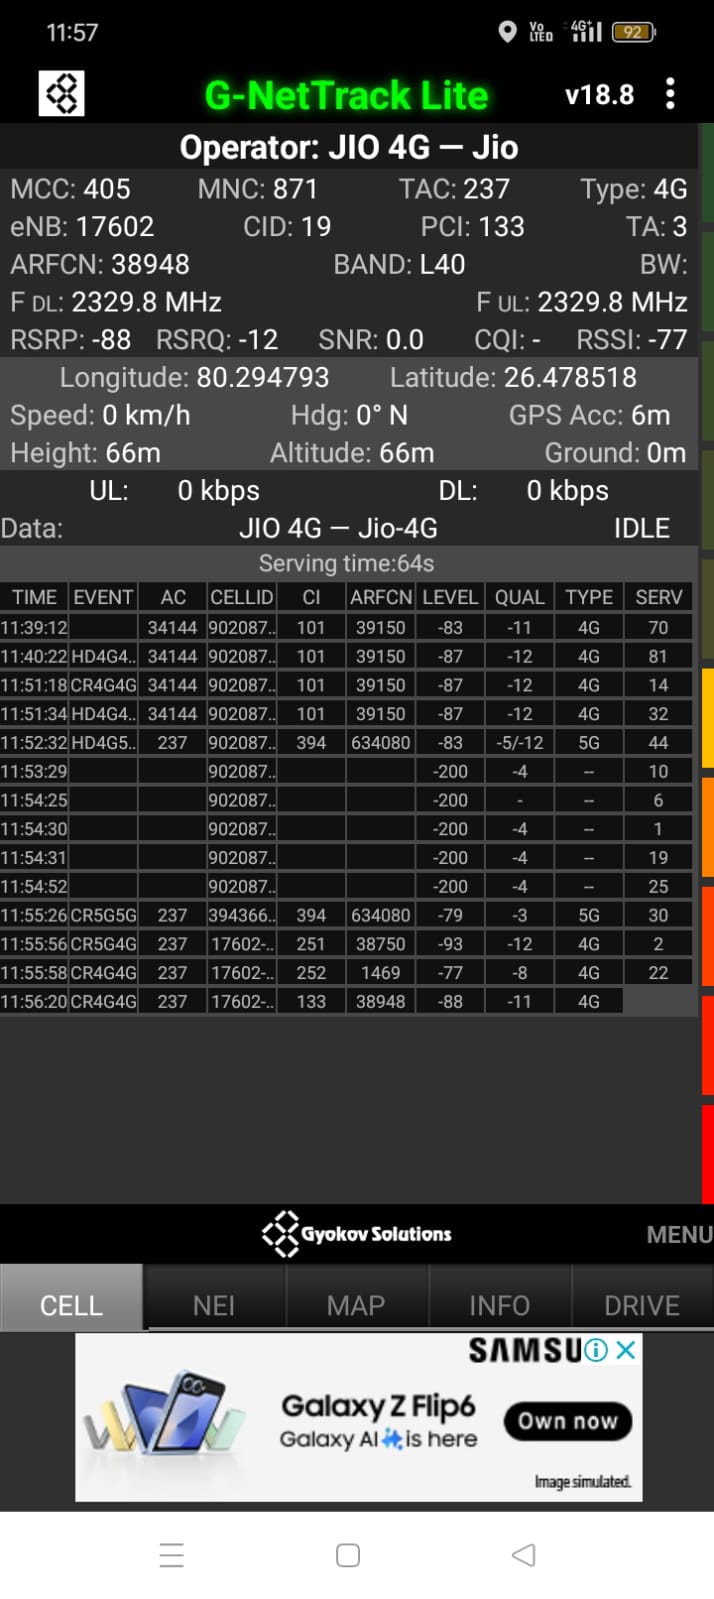 11:57 Vo LTED 4G+ 92
G-NetTrack Lite v18.8
Operator: JIO 4G — Jio
MCC: 405 MNC: 871 TAC: 237 Type: 4G
eNB: 17602 CID: 19 PCI: 133 TA: 3
ARFCN: 38948 BAND: L40 BW:
F DL: 2329.8 MHz F UL: 2329.8 MHz
RSRP: -88 RSRQ: -12 SNR: 0.0 CQI: - RSSI: -77
Longitude: 80.294793 Latitude: 26.478518
Speed: 0 km/h Hdg: 0° N GPS Acc: 6m
Height: 66m Altitude: 66m Ground: 0m
UL: 0 kbps DL: 0 kbps
Data: JIO 4G — Jio-4G IDLE
Serving time:64s
TIME EVENT AC CELLID CI ARFCN LEVEL QUAL TYPE SERV
11:39:12 34144 902087.. 101 39150 -83 -11 4G 70
11:40:22 HD4G4.. 34144 902087.. 101 39150 -87 -12 4G 81
11:51:18 CR4G4G 34144 902087.. 101 39150 -87 -12 4G 14
11:51:34 HD4G4.. 34144 902087.. 101 39150 -87 -12 4G 32
11:52:32 HD4G5.. 237 902087.. 394 634080 -83 -5/-12 5G 44
11:53:29 902087.. -200 -4 -- 10
11:54:25 902087.. -200 - -- 6
11:54:30 902087.. -200 -4 -- 1
11:54:31 902087.. -200 -4 -- 19
11:54:52 902087.. -200 -4 -- 25
11:55:26 CR5G5G 237 394366.. 394 634080 -79 -3 5G 30
11:55:56 CR5G4G 237 17602-.. 251 38750 -93 -12 4G 2
11:55:58 CR4G4G 237 17602-.. 252 1469 -77 -8 4G 22
11:56:20 CR4G4G 237 17602-.. 133 38948 -88 -11 4G
Gyokov Solutions MENU
CELL NEI MAP INFO DRIVE
SAMSU
Galaxy Z Flip6
Galaxy AI is here
Own now
Image simulated.